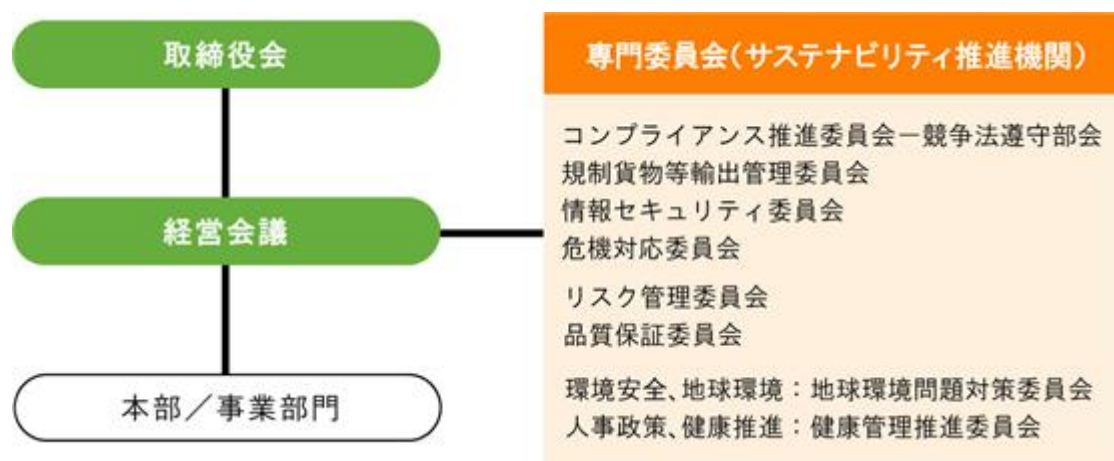 取締役会
経営会議
本部／事業部門
専門委員会（サステナビリティ推進機関）
コンプライアンス推進委員会－競争法遵守部会
規制貨物等輸出管理委員会
情報セキュリティ委員会
危機対応委員会
リスク管理委員会
品質保証委員会
環境安全、地球環境：地球環境問題対策委員会
人事政策、健康推進：健康管理推進委員会